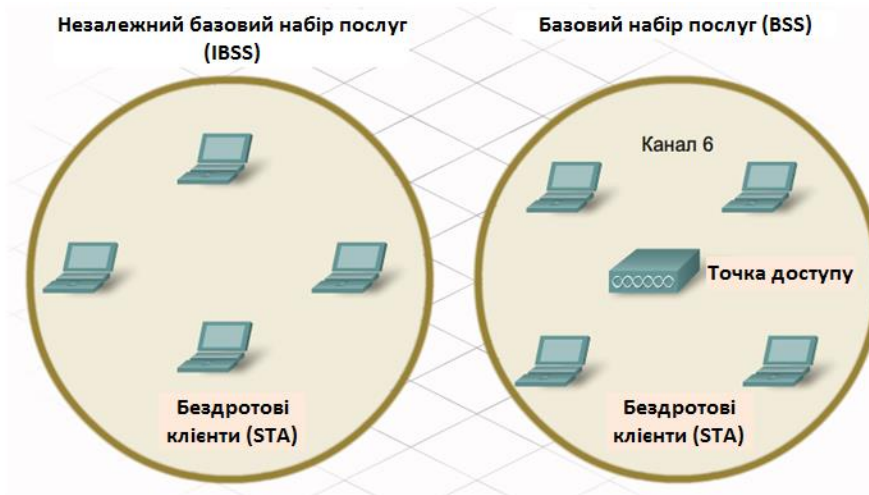 Незалежний базовий набір послуг
(IBSS)
Базовий набір послуг (BSS)
Канал 6
Точка доступу
Бездротові
клієнти (STA)
Бездротові
клієнти (STA)